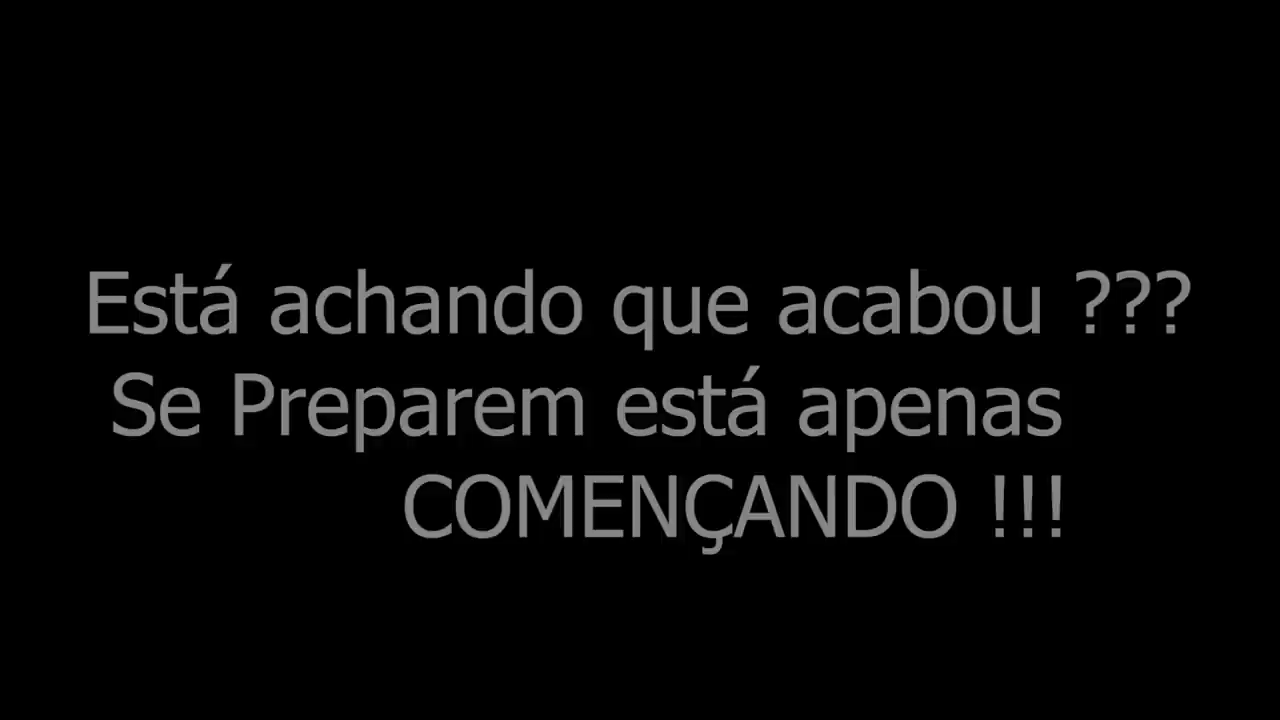 Está achando que acabou ???
Se Preparem está apenas
COMENÇANDO !!!